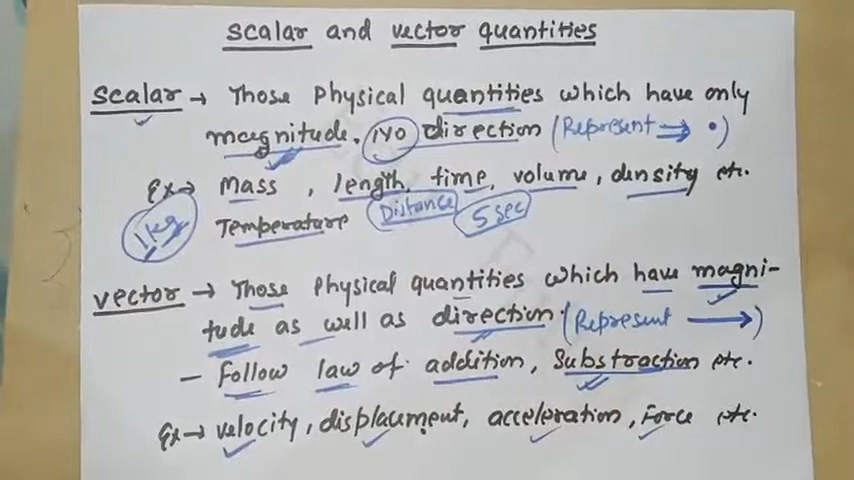 scalar and vector quantities
scalar → Those Physical quantities which have only
magnitude. NO direction (Represent ⇒ •)
Ex→ Mass, length, time, volume, density etc.
1kg Temperature Distance 5 sec
vector → Those Physical quantities which have magni-
tude as well as direction. (Represent →)
- Follow law of addition, Substraction etc.
Ex→ velocity, displacement, acceleration, Force etc.